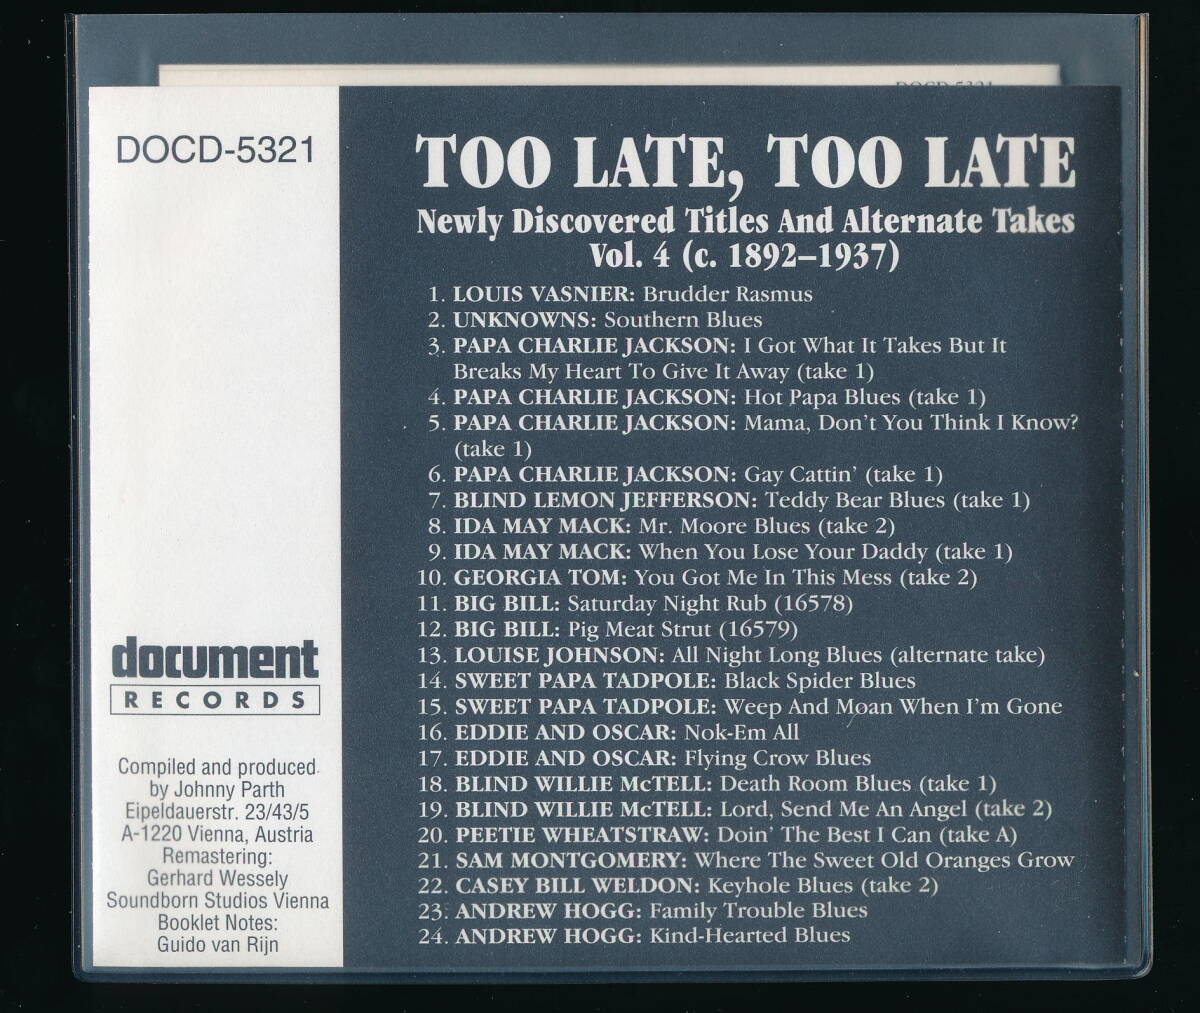 DOCD-5321
DOCD-5321
TOO LATE, TOO LATE
Newly Discovered Titles And Alternate Takes
Vol. 4 (c. 1892–1937)
1. LOUIS VASNIER: Brudder Rasmus
2. UNKNOWNS: Southern Blues
3. PAPA CHARLIE JACKSON: I Got What It Takes But It
Breaks My Heart To Give It Away (take 1)
4. PAPA CHARLIE JACKSON: Hot Papa Blues (take 1)
5. PAPA CHARLIE JACKSON: Mama, Don't You Think I Know?
(take 1)
6. PAPA CHARLIE JACKSON: Gay Cattin' (take 1)
7. BLIND LEMON JEFFERSON: Teddy Bear Blues (take 1)
8. IDA MAY MACK: Mr. Moore Blues (take 2)
9. IDA MAY MACK: When You Lose Your Daddy (take 1)
10. GEORGIA TOM: You Got Me In This Mess (take 2)
11. BIG BILL: Saturday Night Rub (16578)
12. BIG BILL: Pig Meat Strut (16579)
13. LOUISE JOHNSON: All Night Long Blues (alternate take)
14. SWEET PAPA TADPOLE: Black Spider Blues
15. SWEET PAPA TADPOLE: Weep And Moan When I'm Gone
16. EDDIE AND OSCAR: Nok-Em All
17. EDDIE AND OSCAR: Flying Crow Blues
18. BLIND WILLIE McTELL: Death Room Blues (take 1)
19. BLIND WILLIE McTELL: Lord, Send Me An Angel (take 2)
20. PEETIE WHEATSTRAW: Doin' The Best I Can (take A)
21. SAM MONTGOMERY: Where The Sweet Old Oranges Grow
22. CASEY BILL WELDON: Keyhole Blues (take 2)
23. ANDREW HOGG: Family Trouble Blues
24. ANDREW HOGG: Kind-Hearted Blues
document
RECORDS
Compiled and produced
by Johnny Parth
Eipeldauerstr. 23/43/5
A-1220 Vienna, Austria
Remastering:
Gerhard Wessely
Soundborn Studios Vienna
Booklet Notes:
Guido van Rijn